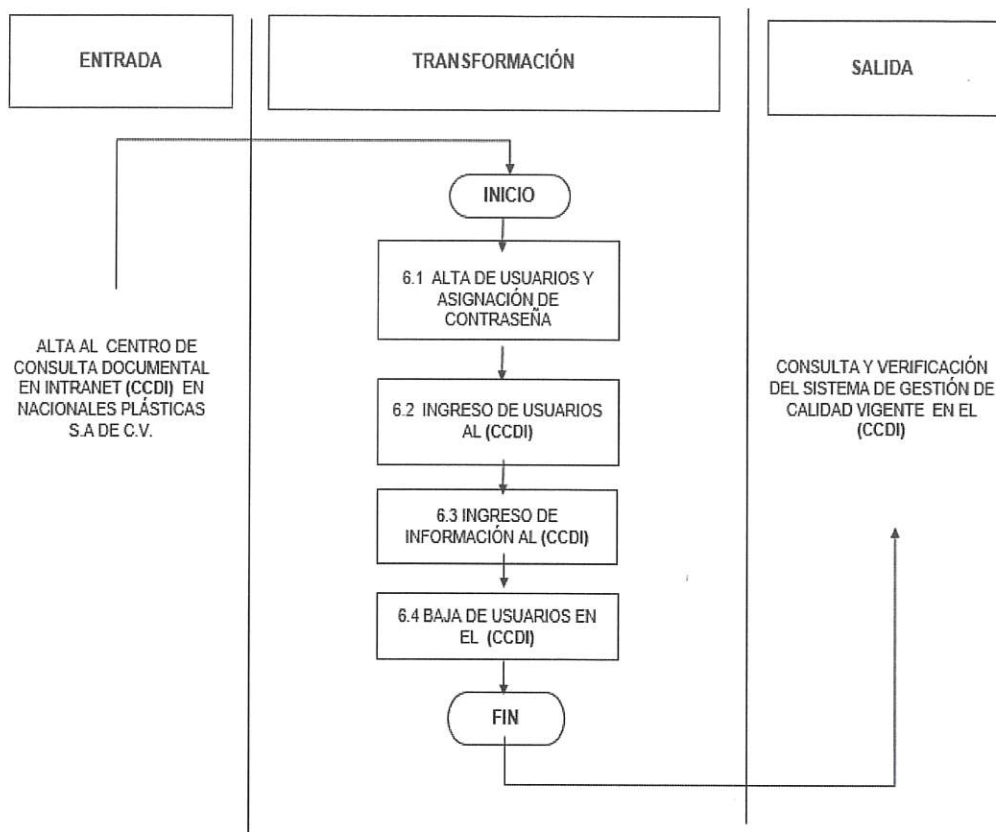 ENTRADA
TRANSFORMACIÓN
SALIDA
INICIO
6.1 ALTA DE USUARIOS Y
ASIGNACIÓN DE
CONTRASEÑA
ALTA AL CENTRO DE
CONSULTA DOCUMENTAL
EN INTRANET (CCDI) EN
NACIONALES PLÁSTICAS
S.A DE C.V.
6.2 INGRESO DE USUARIOS
AL (CCDI)
6.3 INGRESO DE
INFORMACIÓN AL (CCDI)
6.4 BAJA DE USUARIOS EN
EL (CCDI)
FIN
CONSULTA Y VERIFICACIÓN
DEL SISTEMA DE GESTIÓN DE
CALIDAD VIGENTE EN EL
(CCDI)